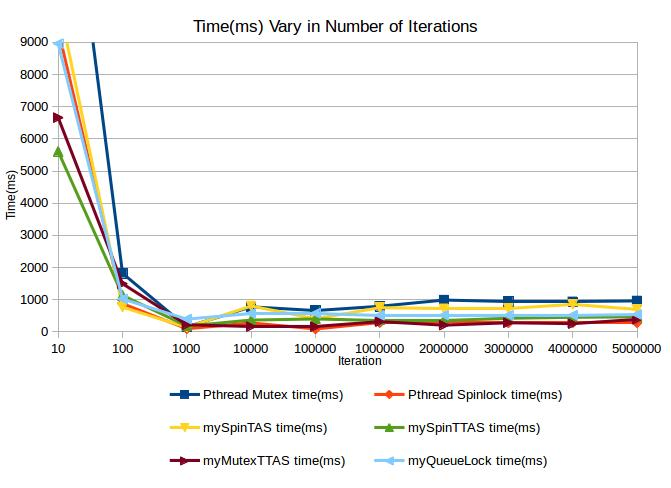 Time(ms) Vary in Number of Iterations
9000
8000
7000
6000
5000
4000
3000
2000
1000
0
Time(ms)
10 100 1000 10000 100000 1000000 2000000 3000000 4000000 5000000
Iteration
Pthread Mutex time(ms) Pthread Spinlock time(ms)
mySpinTAS time(ms) mySpinTTAS time(ms)
myMutexTTAS time(ms) myQueueLock time(ms)